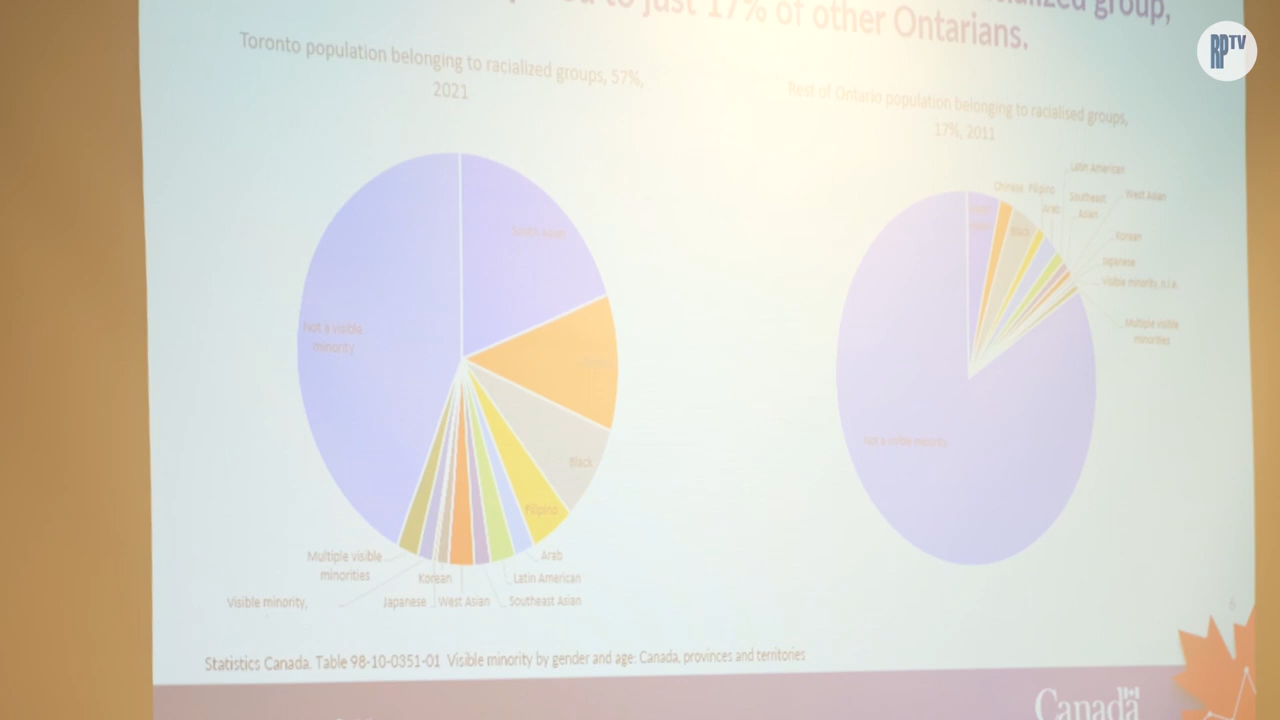 group,
to just 17% of other Ontarians.
RPTV
Toronto population belonging to racialized groups, 57%,
2021
Rest of Ontario population belonging to racialised groups,
17%, 2011
South Asian
Black
Filipino
Arab
Latin American
Southeast Asian
West Asian
Korean
Japanese
Visible minority,
Multiple visible
minorities
Not a visible
minority
Chinese
Filipino
Arab
Latin American
Southeast
Asian
West Asian
Korean
Japanese
visible minority, n.i.e.
Multiple visible
minorities
Black
Not a visible minority
6
Statistics Canada. Table 98-10-0351-01 Visible minority by gender and age: Canada, provinces and territories
Canada